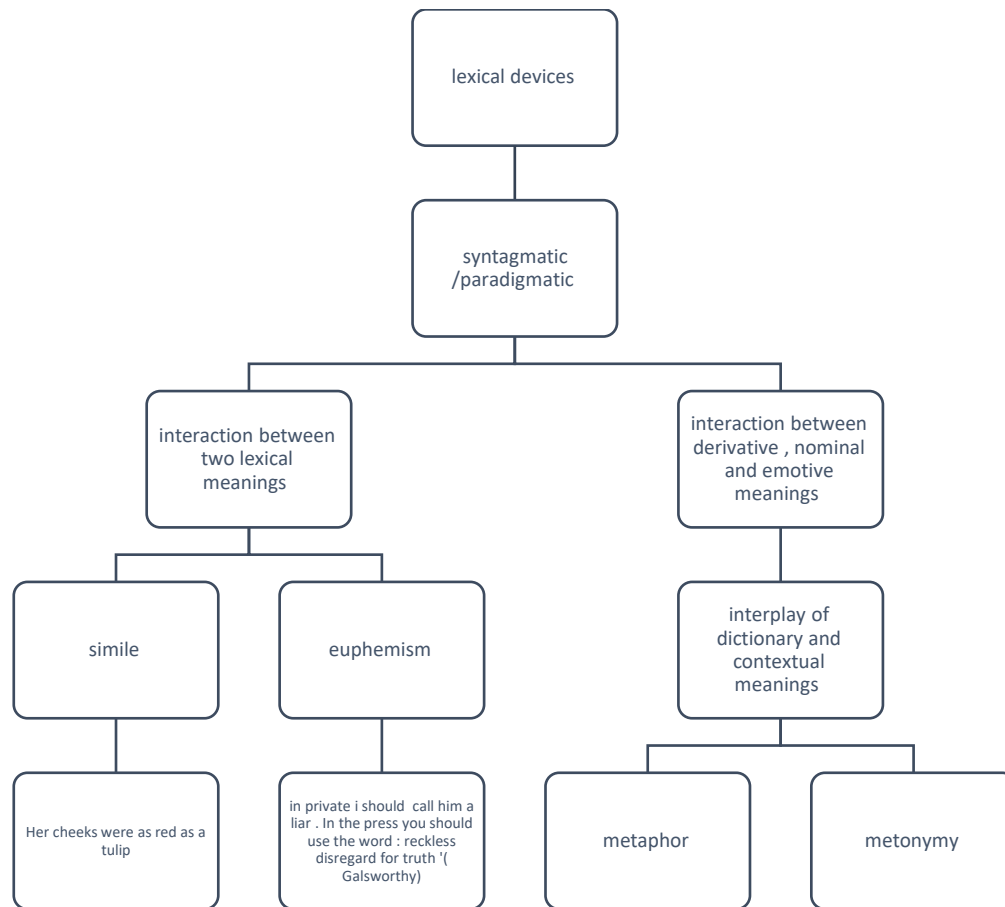 lexical devices
syntagmatic
/paradigmatic
interaction between
two lexical
meanings
interaction between
derivative , nominal
and emotive
meanings
simile
euphemism
interplay of
dictionary and
contextual
meanings
Her cheeks were as red as a
tulip
in private i should call him a
liar . In the press you should
use the word : reckless
disregard for truth '(
Galsworthy)
metaphor
metonymy